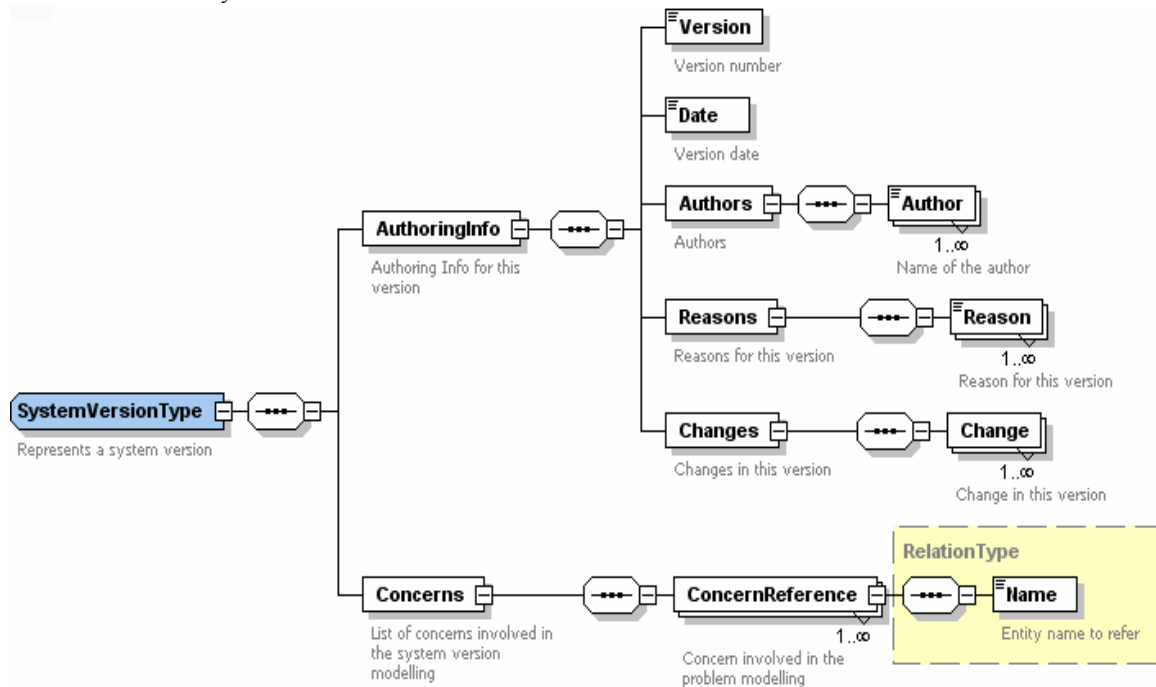 Version
Version number
Date
Version date
Authors
Author
Authors
1..∞
Name of the author
AuthoringInfo
Authoring Info for this
version
Reasons
Reason
Reasons for this version
1..∞
Reason for this version
SystemVersionType
Represents a system version
Changes
Change
Changes in this version
1..∞
Change in this version
RelationType
Concerns
ConcernReference
Name
List of concerns involved in
the system version
modelling
1..∞
Concern involved in the
problem modelling
Entity name to refer